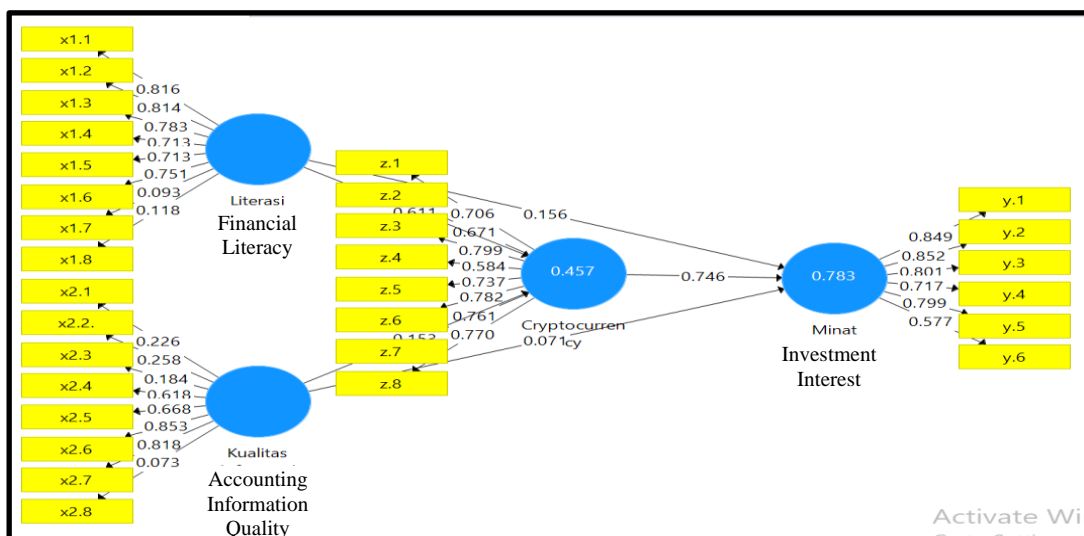 x1.1
x1.2
x1.3
x1.4
x1.5
x1.6
x1.7
x1.8
0.816
0.814
0.783
0.713
0.713
0.751
0.093
0.118
Literasi
Financial
Literacy
x2.1
x2.2.
x2.3
x2.4
x2.5
x2.6
x2.7
x2.8
0.226
0.258
0.184
0.618
0.668
0.853
0.818
0.073
Kualitas
Accounting
Information
Quality
z.1
z.2
z.3
z.4
z.5
z.6
z.7
z.8
0.611
0.153
0.706
0.671
0.799
0.584
0.737
0.782
0.761
0.770
0.457
Cryptocurren
cy
0.156
0.746
0.071
0.783
Minat
Investment
Interest
0.849
0.852
0.801
0.717
0.799
0.577
y.1
y.2
y.3
y.4
y.5
y.6
Activate Wi